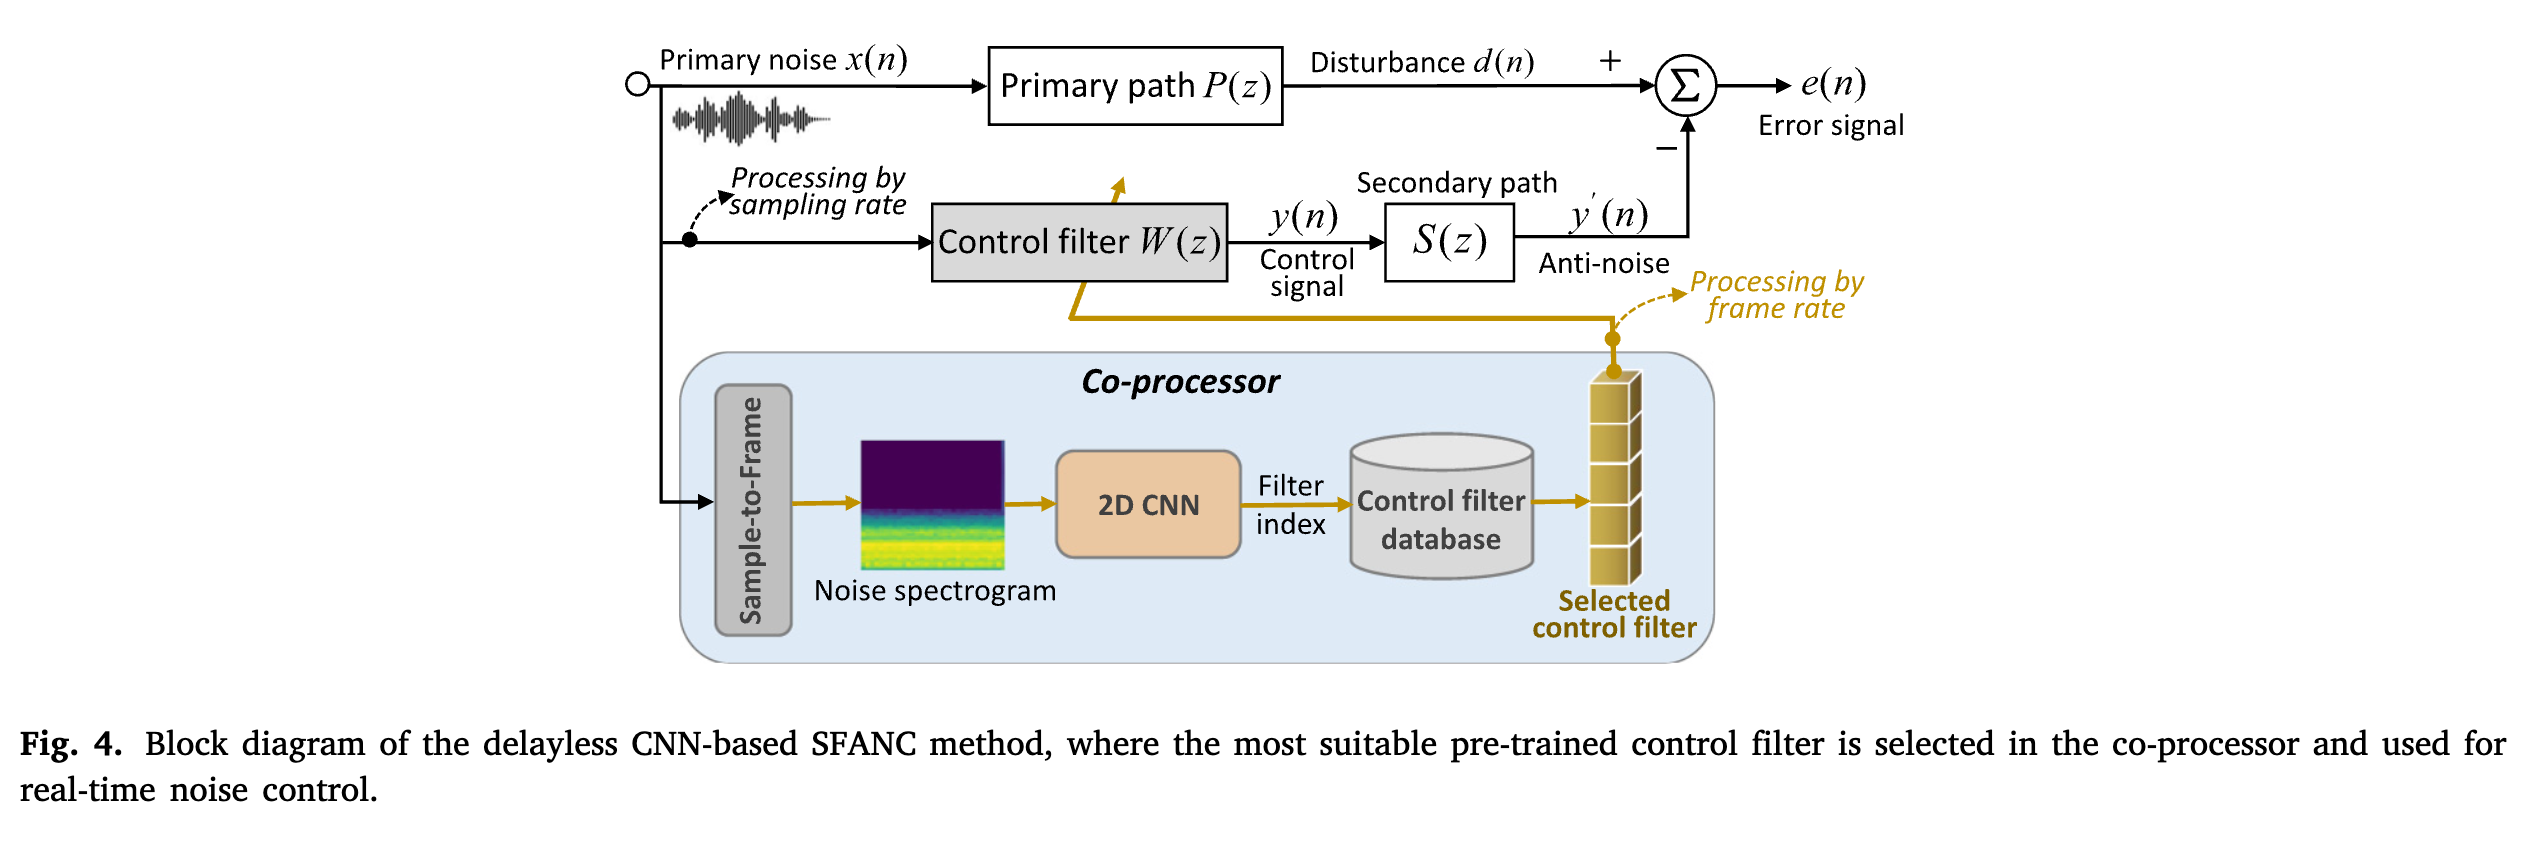 Primary noise x(n)
Primary path P(z)
Disturbance d(n)
+
Σ
e(n)
Error signal
−
Processing by
sampling rate
Control filter W(z)
y(n)
Control
signal
Secondary path
S(z)
y′(n)
Anti-noise
Processing by
frame rate
Co-processor
Sample-to-Frame
Noise spectrogram
2D CNN
Filter
index
Control filter
database
Selected
control filter
Fig. 4. Block diagram of the delayless CNN-based SFANC method, where the most suitable pre-trained control filter is selected in the co-processor and used for
real-time noise control.